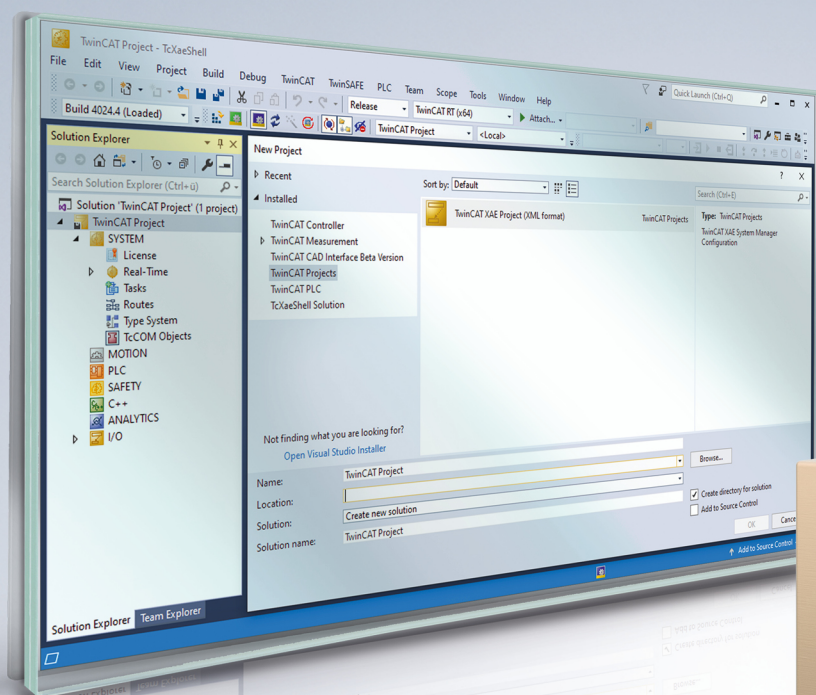 TwinCAT Project - TcXaeShell
Quick Launch (Ctrl+Q)
File Edit View Project Build Debug TwinCAT TwinSAFE PLC Team Scope Tools Window Help
Release TwinCAT RT (x64) Attach...
Build 4024.4 (Loaded) TwinCAT Project <Local>
Solution Explorer
Search Solution Explorer (Ctrl+ü)
Solution 'TwinCAT Project' (1 project)
TwinCAT Project
SYSTEM
License
Real-Time
Tasks
Routes
Type System
TcCOM Objects
MOTION
PLC
SAFETY
C++
ANALYTICS
I/O
Solution Explorer Team Explorer
New Project ? X
Recent
Installed
TwinCAT Controller
TwinCAT Measurement
TwinCAT CAD Interface Beta Version
TwinCAT Projects
TwinCAT PLC
TcXaeShell Solution
Not finding what you are looking for?
Open Visual Studio Installer
Sort by: Default
Search (Ctrl+E)
TwinCAT XAE Project (XML format) TwinCAT Projects
Type: TwinCAT Projects
TwinCAT XAE System Manager
Configuration
Name: TwinCAT Project
Location: Browse...
Solution: Create new solution
Solution name: TwinCAT Project
Create directory for solution
Add to Source Control
OK Cance
Add to Source Control